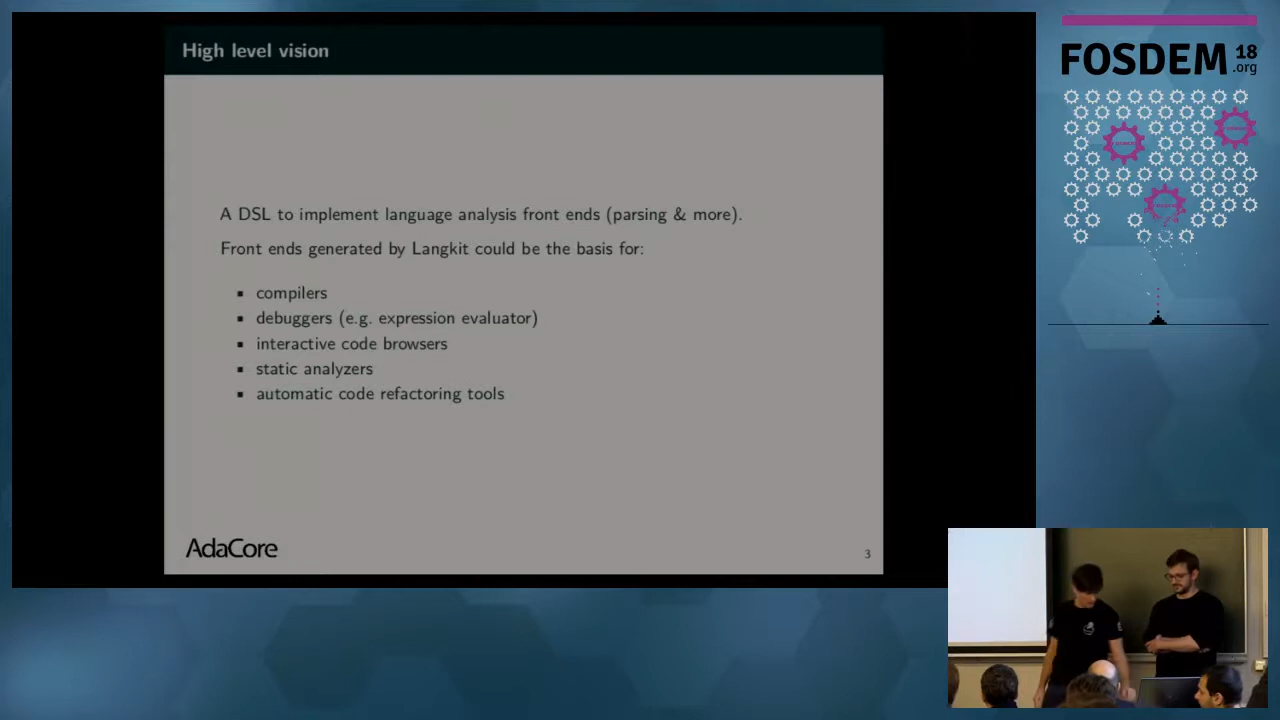 High level vision
A DSL to implement language analysis front ends (parsing & more).
Front ends generated by Langkit could be the basis for:
▪ compilers
▪ debuggers (e.g. expression evaluator)
▪ interactive code browsers
▪ static analyzers
▪ automatic code refactoring tools
AdaCore
3
FOSDEM 18
.org